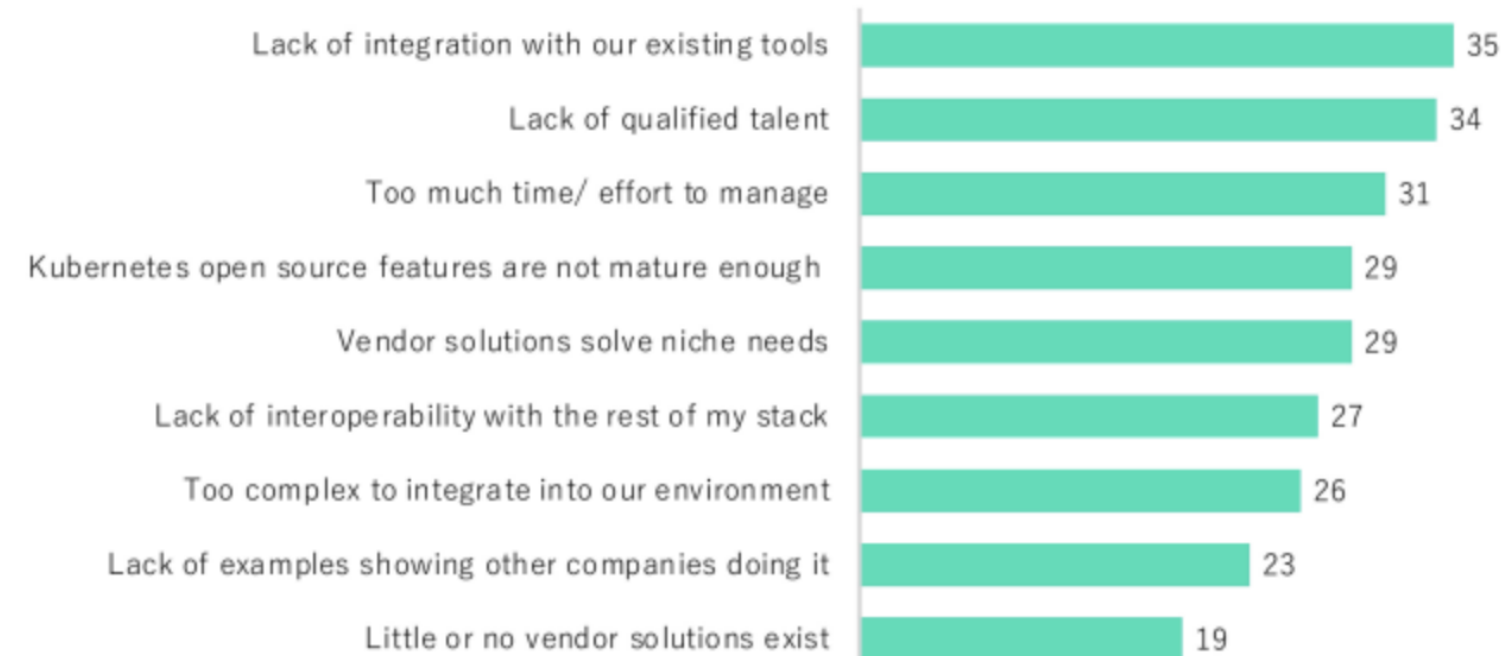 Lack of integration with our existing tools 35
Lack of qualified talent 34
Too much time/ effort to manage 31
Kubernetes open source features are not mature enough 29
Vendor solutions solve niche needs 29
Lack of interoperability with the rest of my stack 27
Too complex to integrate into our environment 26
Lack of examples showing other companies doing it 23
Little or no vendor solutions exist 19